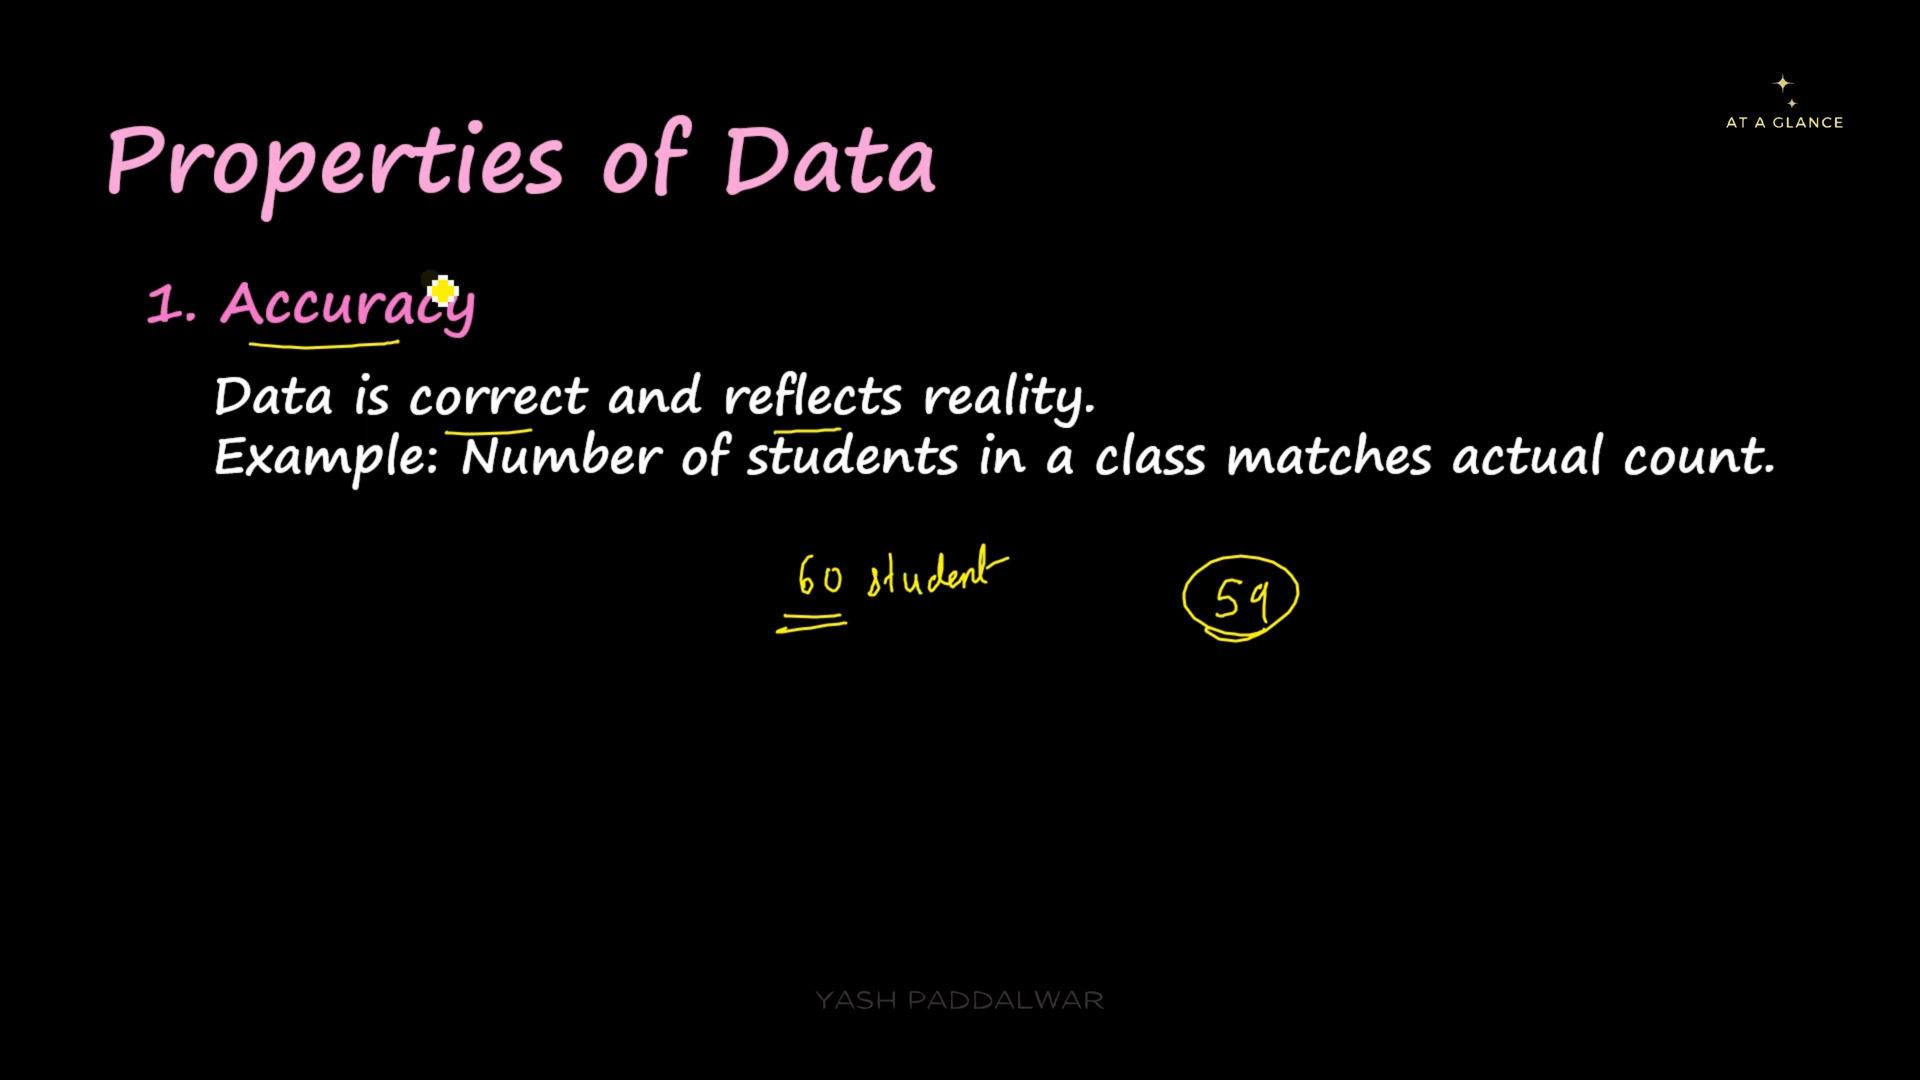 AT A GLANCE
Properties of Data
1. Accuracy
Data is correct and reflects reality.
Example: Number of students in a class matches actual count.
60 student 59
YASH PADDALWAR